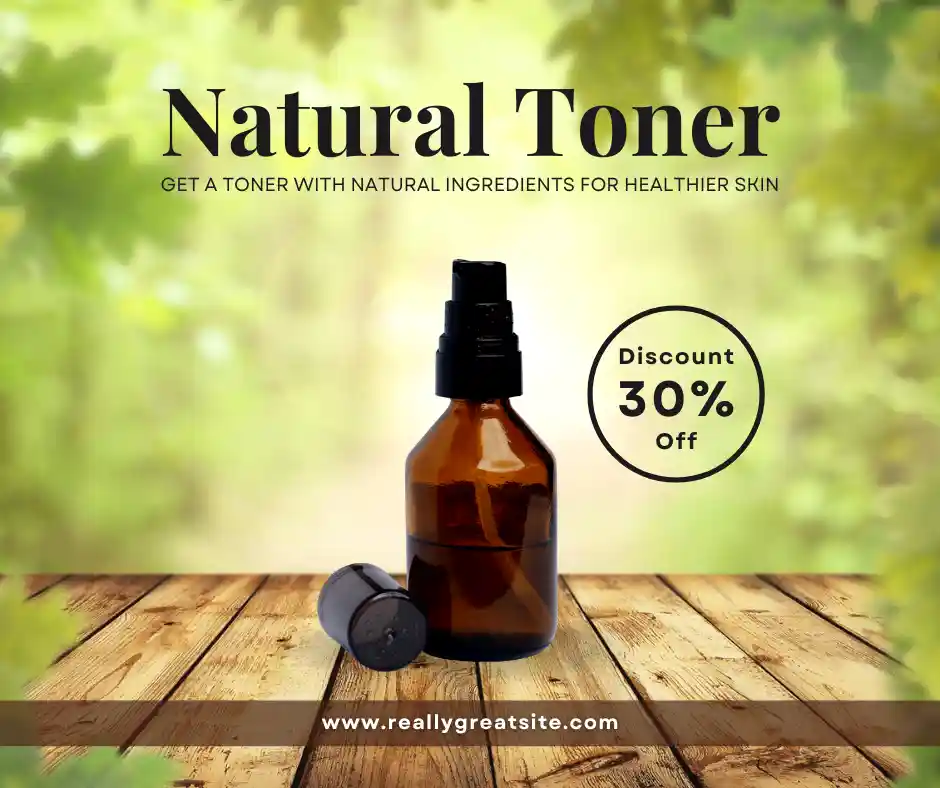 Natural Toner
GET A TONER WITH NATURAL INGREDIENTS FOR HEALTHIER SKIN
Discount
30%
Off
www.reallygreatsite.com